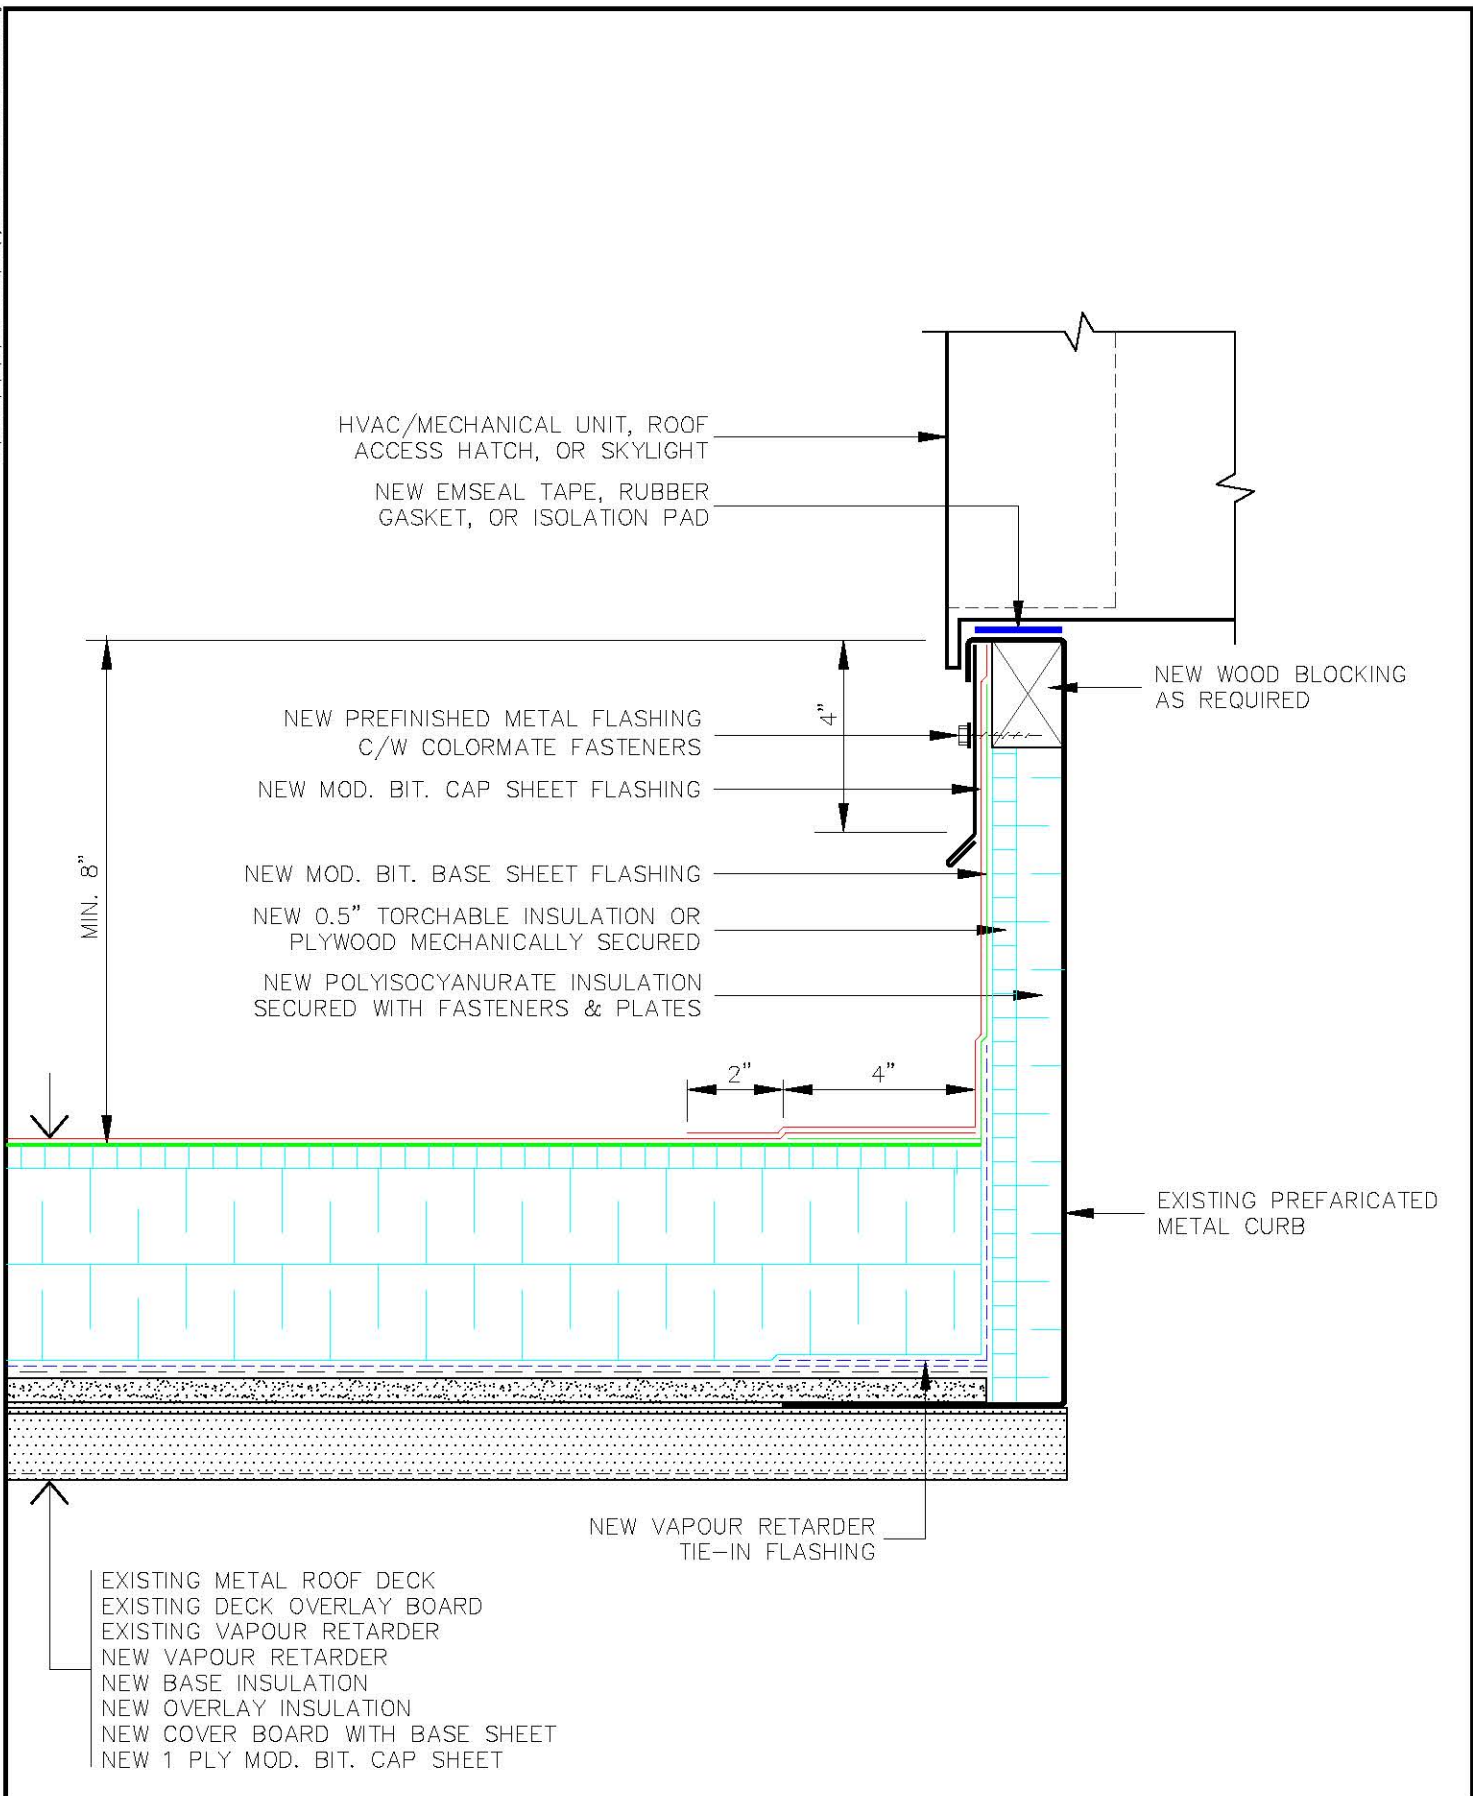 HVAC/MECHANICAL UNIT, ROOF
ACCESS HATCH, OR SKYLIGHT
NEW EMSEAL TAPE, RUBBER
GASKET, OR ISOLATION PAD
NEW WOOD BLOCKING
AS REQUIRED
4"
NEW PREFINISHED METAL FLASHING
C/W COLORMATE FASTENERS
NEW MOD. BIT. CAP SHEET FLASHING
MIN. 8"
NEW MOD. BIT. BASE SHEET FLASHING
NEW 0.5" TORCHABLE INSULATION OR
PLYWOOD MECHANICALLY SECURED
NEW POLYISOCYANURATE INSULATION
SECURED WITH FASTENERS & PLATES
2"
4"
EXISTING PREFARICATED
METAL CURB
NEW VAPOUR RETARDER
TIE-IN FLASHING
EXISTING METAL ROOF DECK
EXISTING DECK OVERLAY BOARD
EXISTING VAPOUR RETARDER
NEW VAPOUR RETARDER
NEW BASE INSULATION
NEW OVERLAY INSULATION
NEW COVER BOARD WITH BASE SHEET
NEW 1 PLY MOD. BIT. CAP SHEET